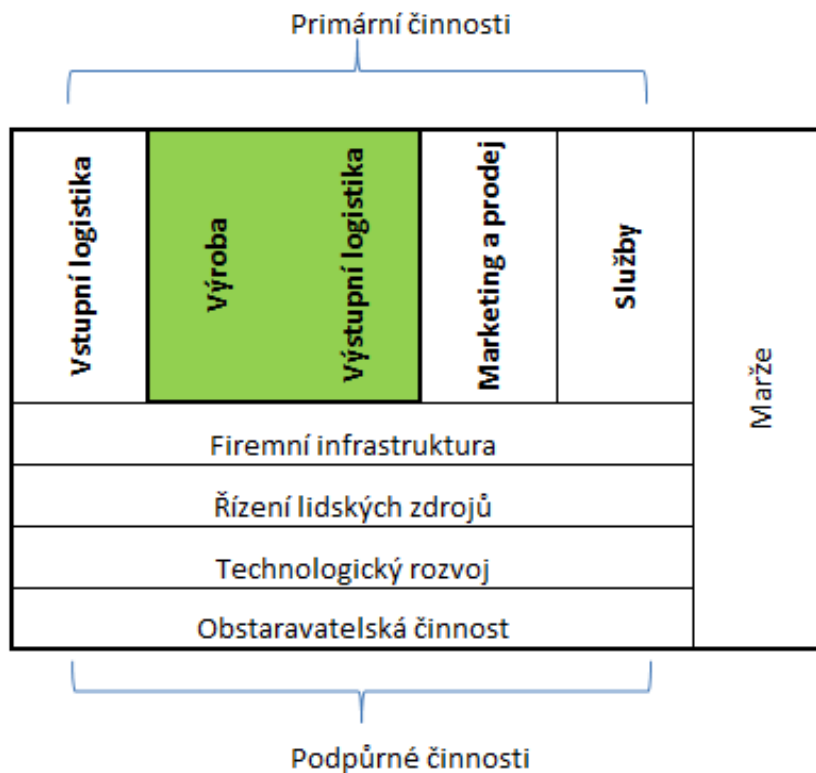 Primární činnosti
Vstupní logistika
Výroba
Výstupní logistika
Marketing a prodej
Služby
Marže
Firemní infrastruktura
Řízení lidských zdrojů
Technologický rozvoj
Obstaravatelská činnost
Podpůrné činnosti